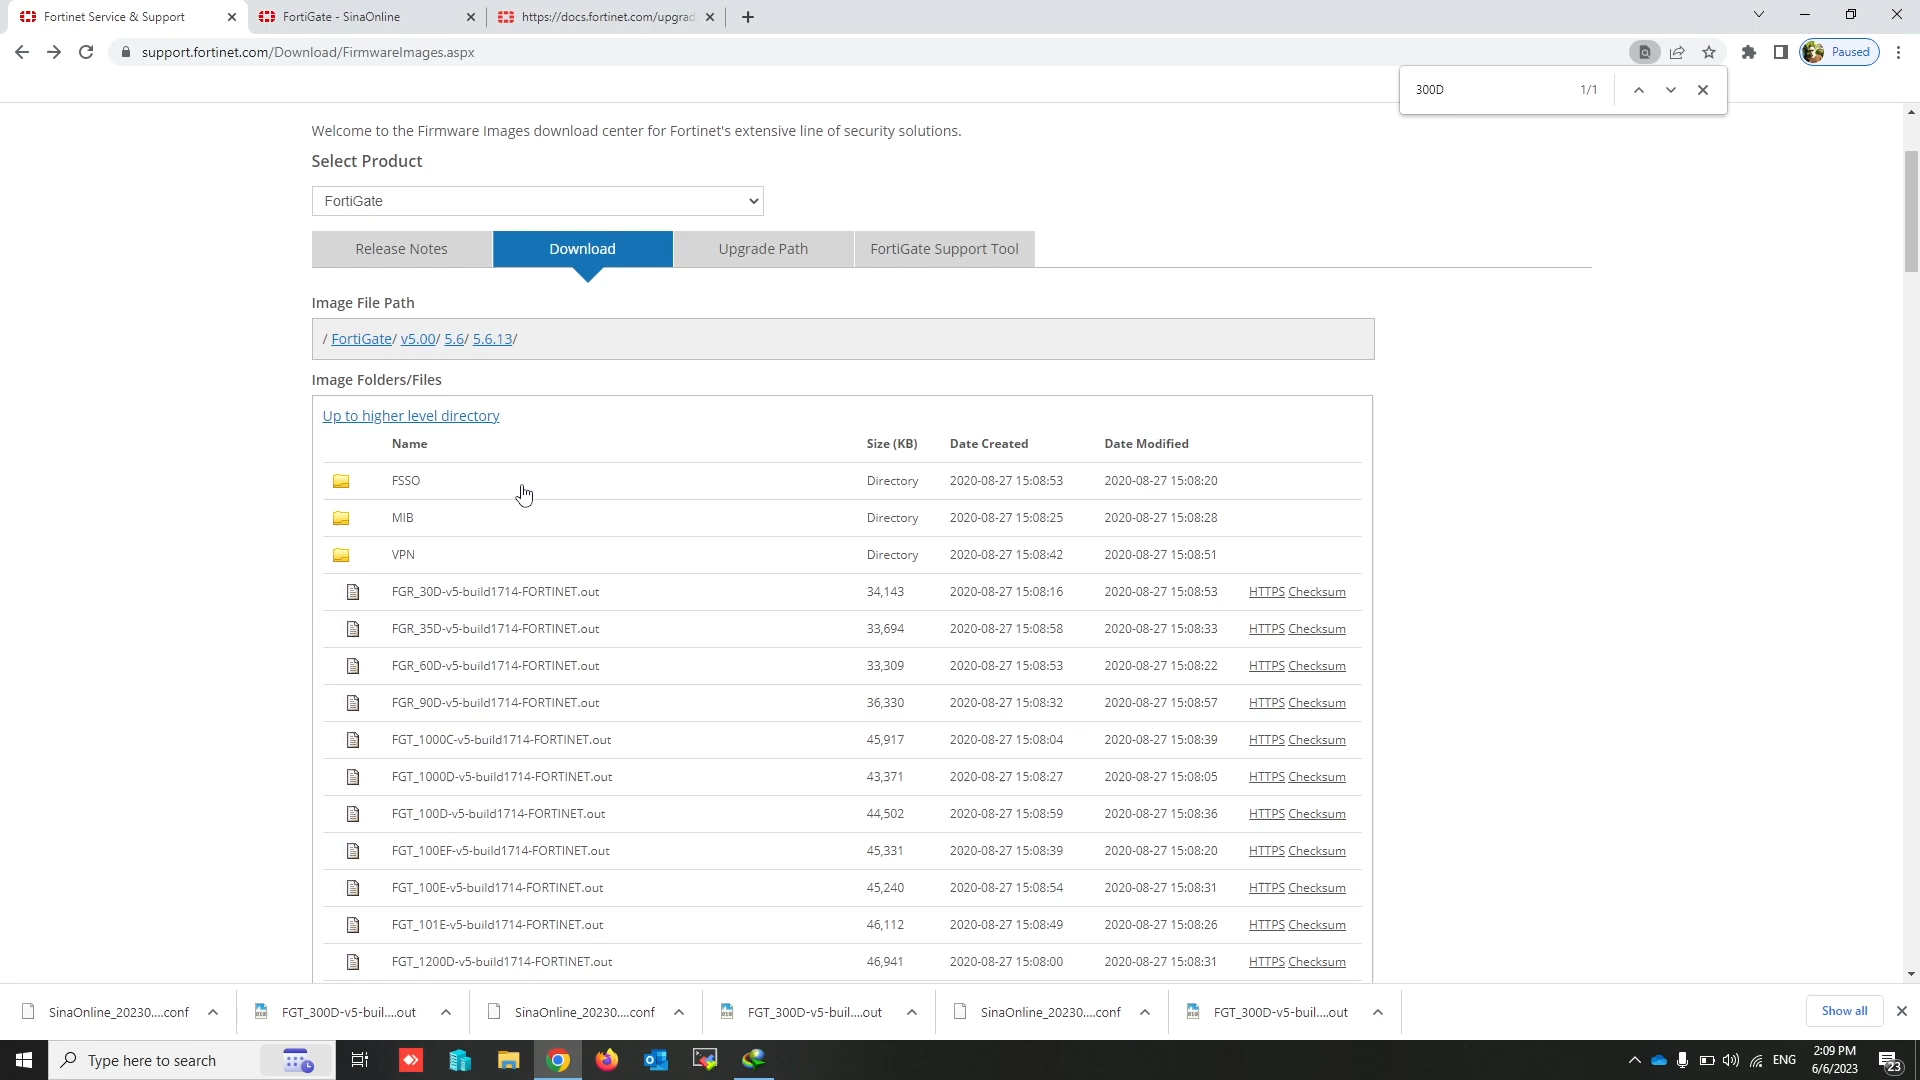 Fortinet Service & Support
FortiGate - SinaOnline
https://docs.fortinet.com/upgrad
support.fortinet.com/Download/FirmwareImages.aspx
Paused
300D 1/1
Welcome to the Firmware Images download center for Fortinet's extensive line of security solutions.
Select Product
FortiGate
Release Notes Download Upgrade Path FortiGate Support Tool
Image File Path
/ FortiGate/ v5.00/ 5.6/ 5.6.13/
Image Folders/Files
Up to higher level directory
Name Size (KB) Date Created Date Modified
FSSO Directory 2020-08-27 15:08:53 2020-08-27 15:08:20
MIB Directory 2020-08-27 15:08:25 2020-08-27 15:08:28
VPN Directory 2020-08-27 15:08:42 2020-08-27 15:08:51
FGR_30D-v5-build1714-FORTINET.out 34,143 2020-08-27 15:08:16 2020-08-27 15:08:53 HTTPS Checksum
FGR_35D-v5-build1714-FORTINET.out 33,694 2020-08-27 15:08:58 2020-08-27 15:08:33 HTTPS Checksum
FGR_60D-v5-build1714-FORTINET.out 33,309 2020-08-27 15:08:53 2020-08-27 15:08:22 HTTPS Checksum
FGR_90D-v5-build1714-FORTINET.out 36,330 2020-08-27 15:08:32 2020-08-27 15:08:57 HTTPS Checksum
FGT_1000C-v5-build1714-FORTINET.out 45,917 2020-08-27 15:08:04 2020-08-27 15:08:39 HTTPS Checksum
FGT_1000D-v5-build1714-FORTINET.out 43,371 2020-08-27 15:08:27 2020-08-27 15:08:05 HTTPS Checksum
FGT_100D-v5-build1714-FORTINET.out 44,502 2020-08-27 15:08:59 2020-08-27 15:08:36 HTTPS Checksum
FGT_100EF-v5-build1714-FORTINET.out 45,331 2020-08-27 15:08:39 2020-08-27 15:08:20 HTTPS Checksum
FGT_100E-v5-build1714-FORTINET.out 45,240 2020-08-27 15:08:54 2020-08-27 15:08:31 HTTPS Checksum
FGT_101E-v5-build1714-FORTINET.out 46,112 2020-08-27 15:08:49 2020-08-27 15:08:26 HTTPS Checksum
FGT_1200D-v5-build1714-FORTINET.out 46,941 2020-08-27 15:08:00 2020-08-27 15:08:31 HTTPS Checksum
SinaOnline_20230....conf FGT_300D-v5-buil....out SinaOnline_20230....conf FGT_300D-v5-buil....out SinaOnline_20230....conf FGT_300D-v5-buil....out Show all
Type here to search
ENG
2:09 PM
6/6/2023
23